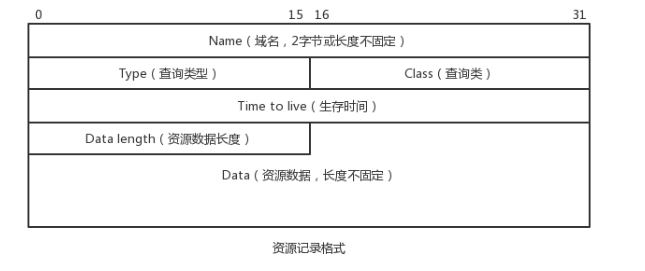 0 15 16 31
Name（域名，2字节或长度不固定）
Type（查询类型） Class（查询类）
Time to live（生存时间）
Data length（资源数据长度）
Data（资源数据，长度不固定）
资源记录格式